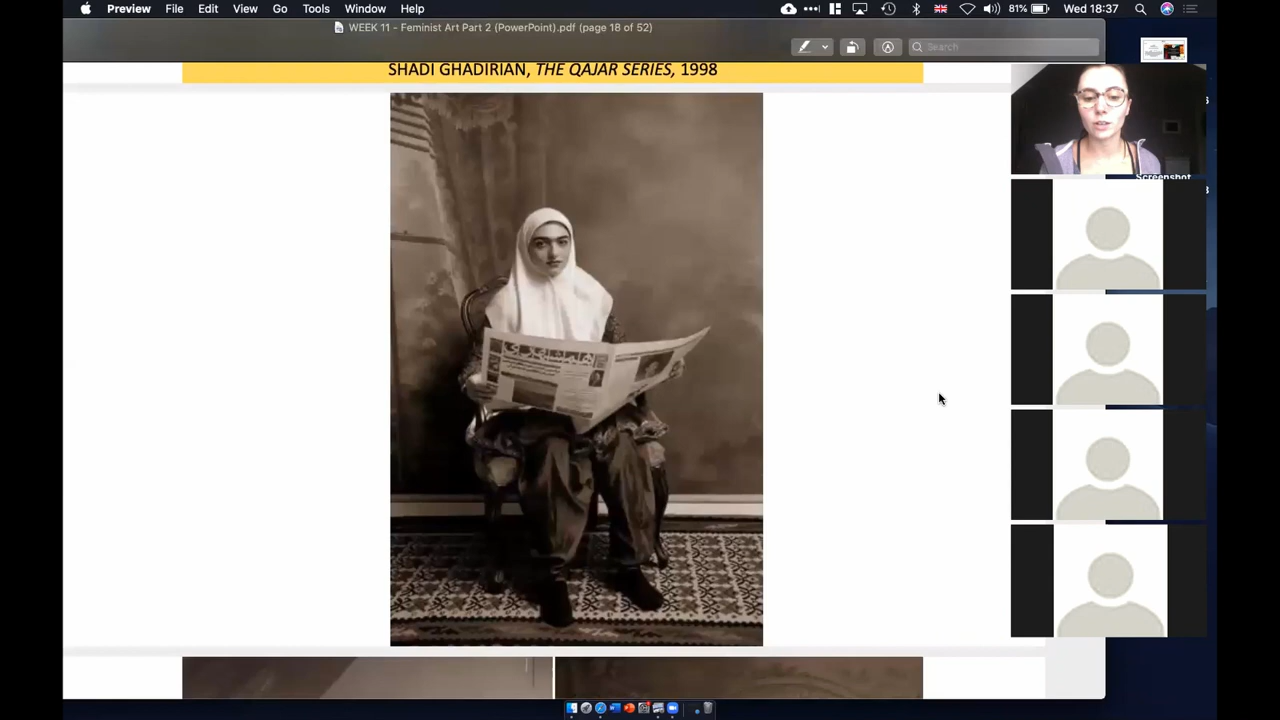 Preview File Edit View Go Tools Window Help 81% Wed 18:37
WEEK 11 - Feminist Art Part 2 (PowerPoint).pdf (page 18 of 52)
Search
SHADI GHADIRIAN, THE QAJAR SERIES, 1998
Screenshot